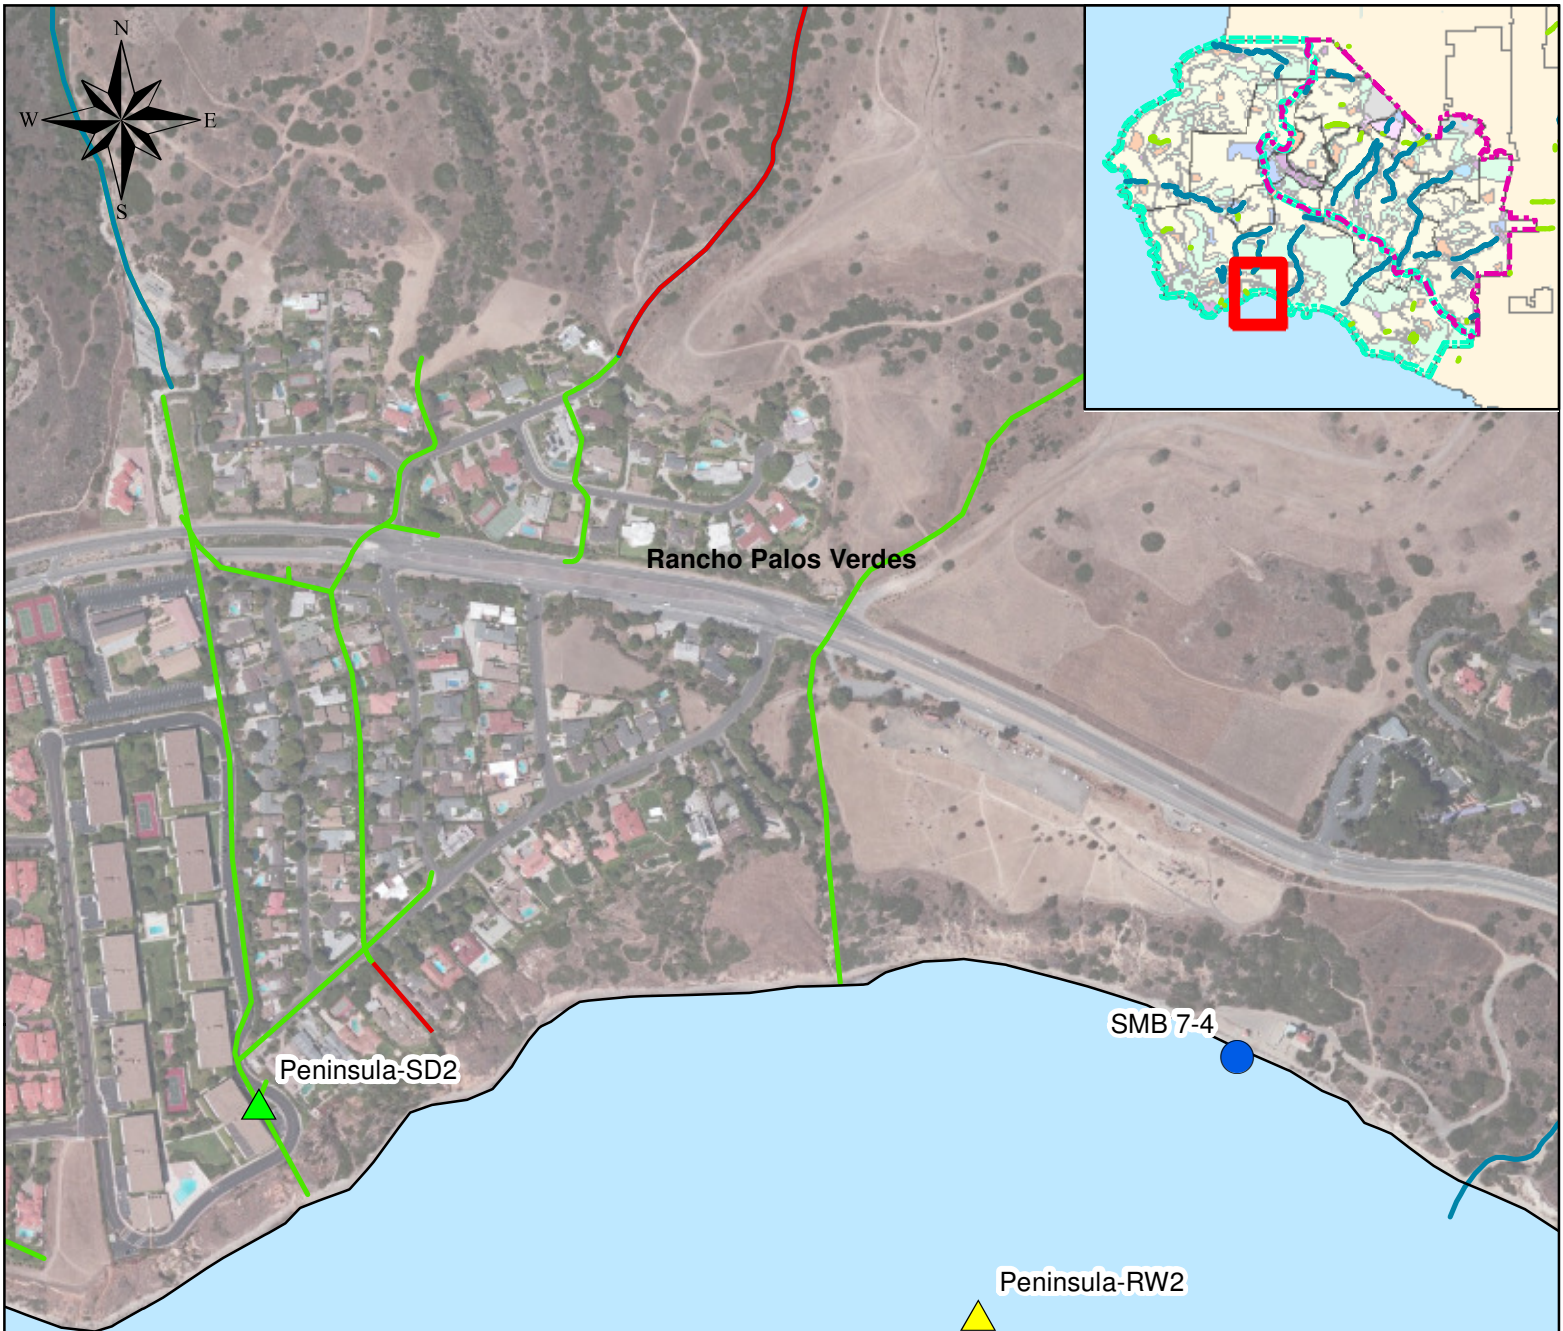 N
W
E
S
Rancho Palos Verdes
SMB 7-4
Peninsula-SD2
Peninsula-RW2